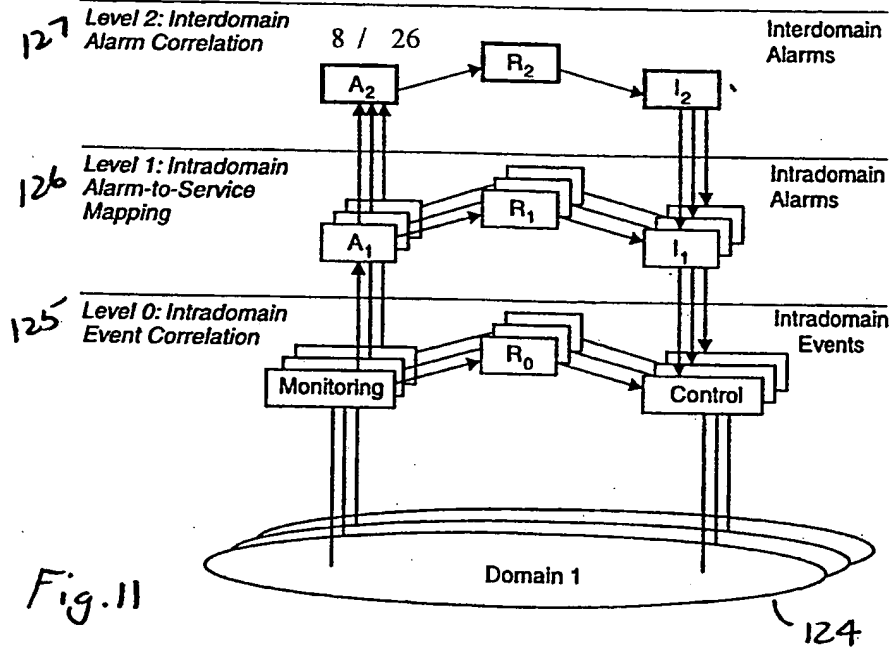 127
Level 2: Interdomain
Alarm Correlation
8 / 26
Interdomain
Alarms
A2
R2
I2
126
Level 1: Intradomain
Alarm-to-Service
Mapping
Intradomain
Alarms
A1
R1
I1
125
Level 0: Intradomain
Event Correlation
Intradomain
Events
Monitoring
R0
Control
Domain 1
Fig.11
124